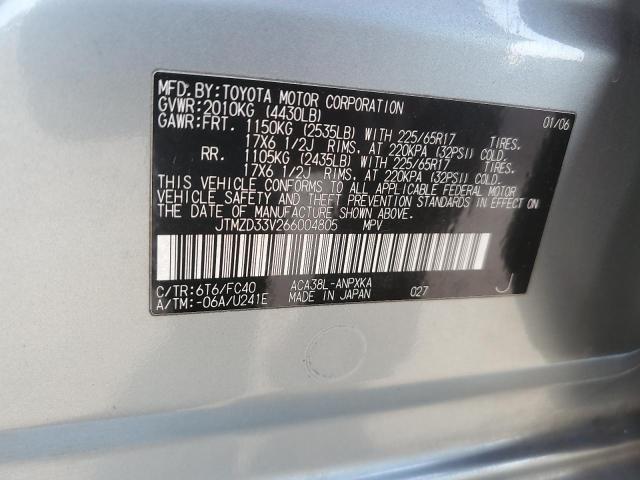 MFD.BY:TOYOTA MOTOR CORPORATION 01/06
GVWR:2010KG (4430LB)
GAWR:FRT. 1150KG (2535LB) WITH 225/65R17 TIRES.
17X6 1/2J RIMS, AT 220KPA (32PSI) COLD.
RR. 1105KG (2435LB) WITH 225/65R17 TIRES.
17X6 1/2J RIMS, AT 220KPA (32PSI) COLD.
THIS VEHICLE CONFORMS TO ALL APPLICABLE FEDERAL MOTOR
VEHICLE SAFETY AND THEFT PREVENTION STANDARDS IN EFFECT
ON THE DATE OF MANUFACTURE SHOWN ABOVE.
JTMZD33V266004805 MPV
C/TR:6T6/FC40 ACA38L-ANPXKA J
A/TM:-06A/U241E MADE IN JAPAN 027